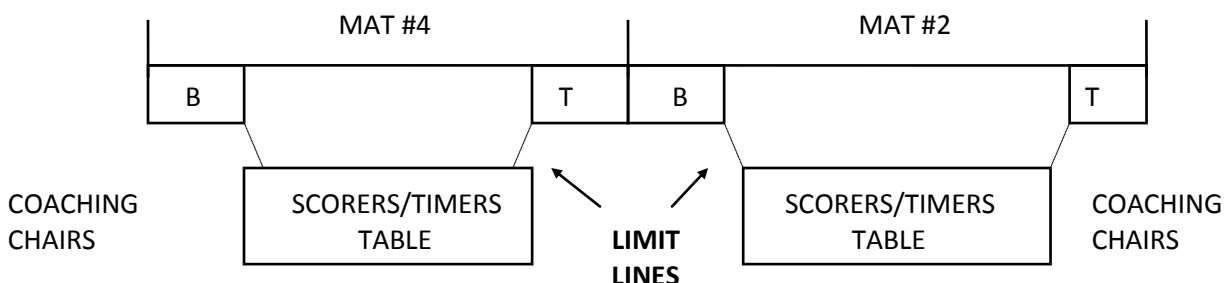 MAT #4 MAT #2
B T B T
COACHING SCORERS/TIMERS SCORERS/TIMERS COACHING
CHAIRS TABLE LIMIT TABLE CHAIRS
LINES